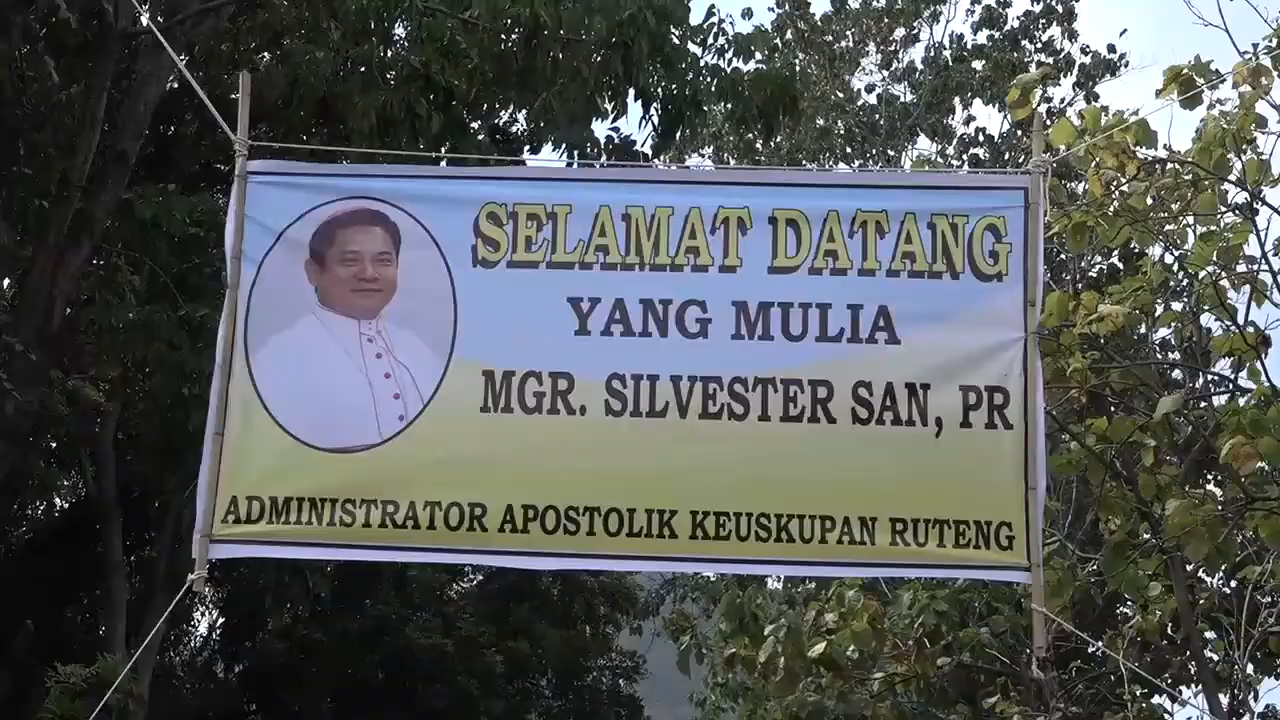 SELAMAT DATANG
YANG MULIA
MGR. SILVESTER SAN, PR
ADMINISTRATOR APOSTOLIK KEUSKUPAN RUTENG